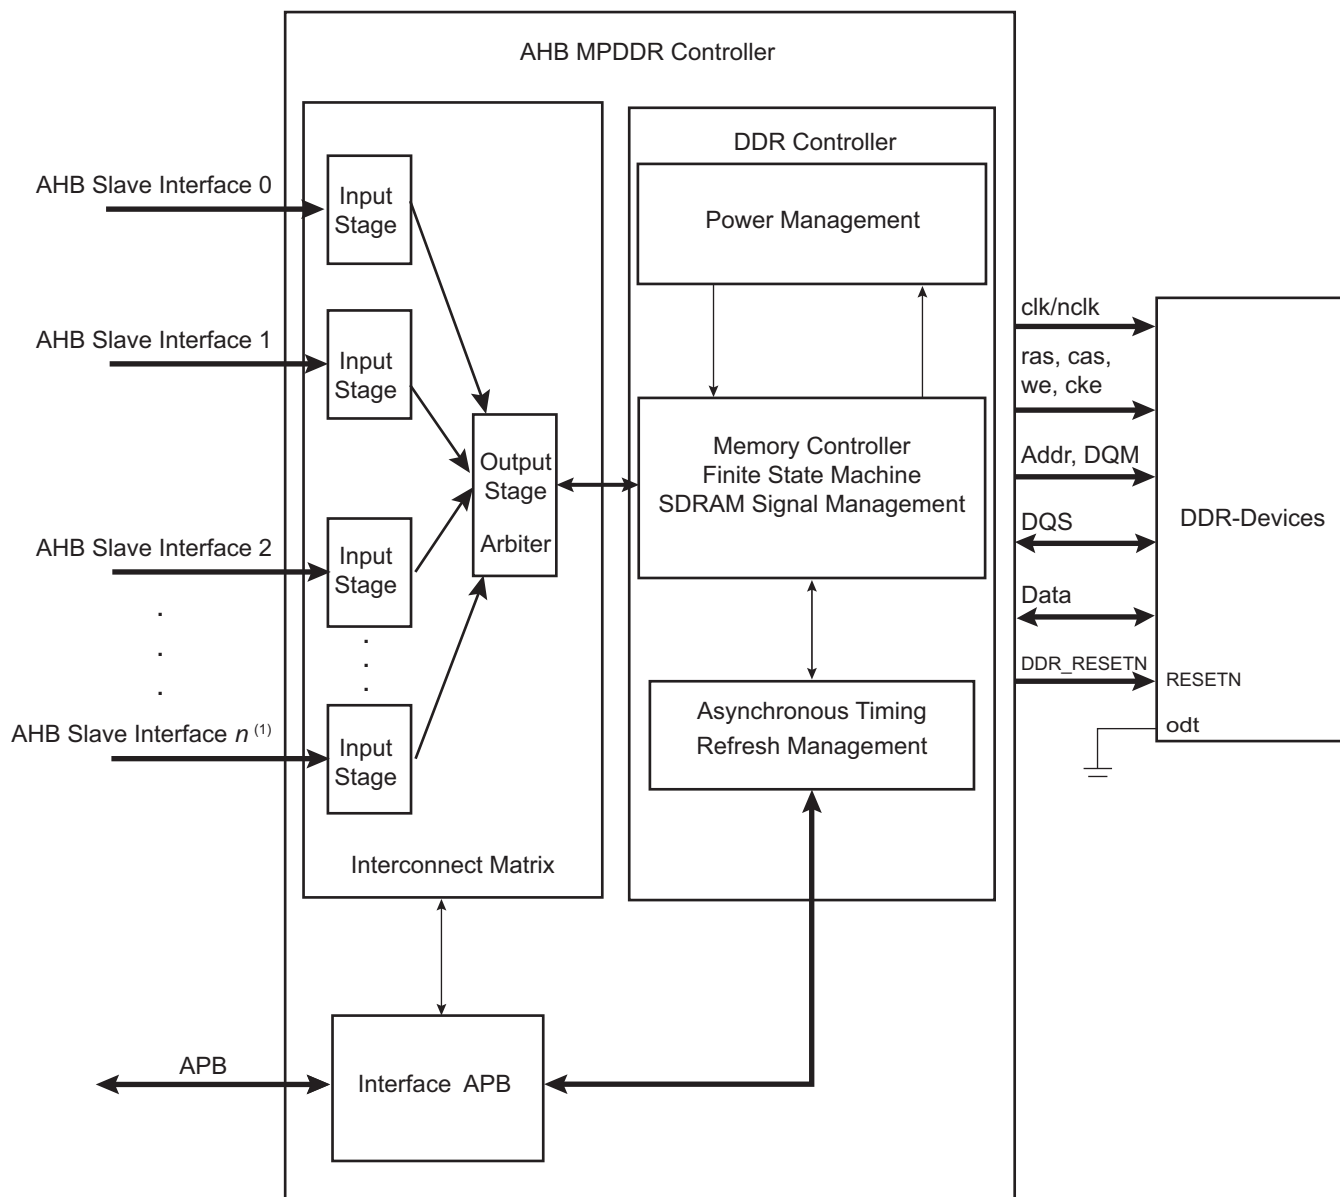 AHB MPDDR Controller
DDR Controller
AHB Slave Interface 0
Input
Stage
Power Management
AHB Slave Interface 1
Input
Stage
clk/nclk
ras, cas,
we, cke
Output
Stage
Arbiter
Memory Controller
Finite State Machine
SDRAM Signal Management
Addr, DQM
DQS
Data
DDR-Devices
AHB Slave Interface 2
Input
Stage
.
.
.
.
.
.
DDR_RESETN
RESETN
odt
AHB Slave Interface n (1)
Input
Stage
Asynchronous Timing
Refresh Management
Interconnect Matrix
APB
Interface APB